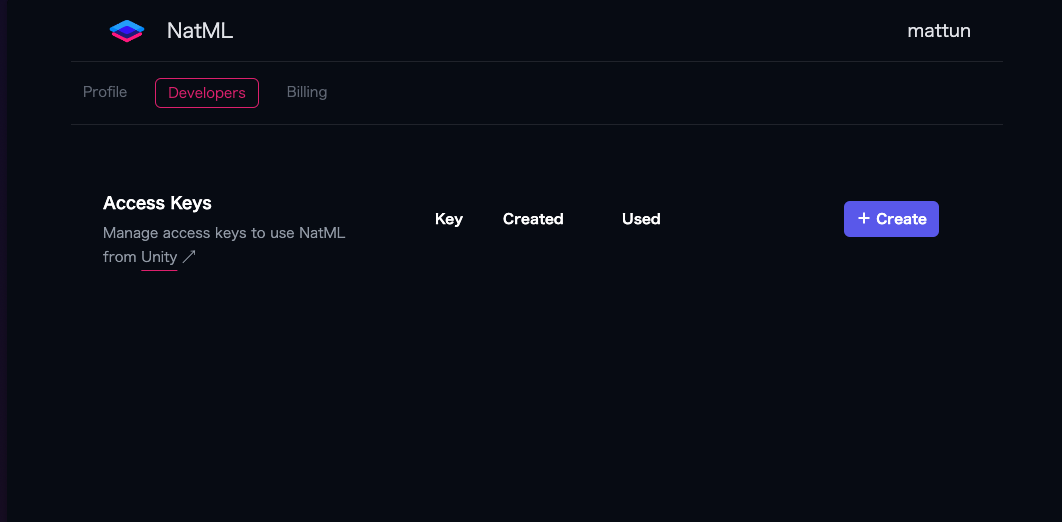 NatML
mattun
Profile
Developers
Billing
Access Keys
Manage access keys to use NatML
from Unity ↗
Key
Created
Used
+ Create